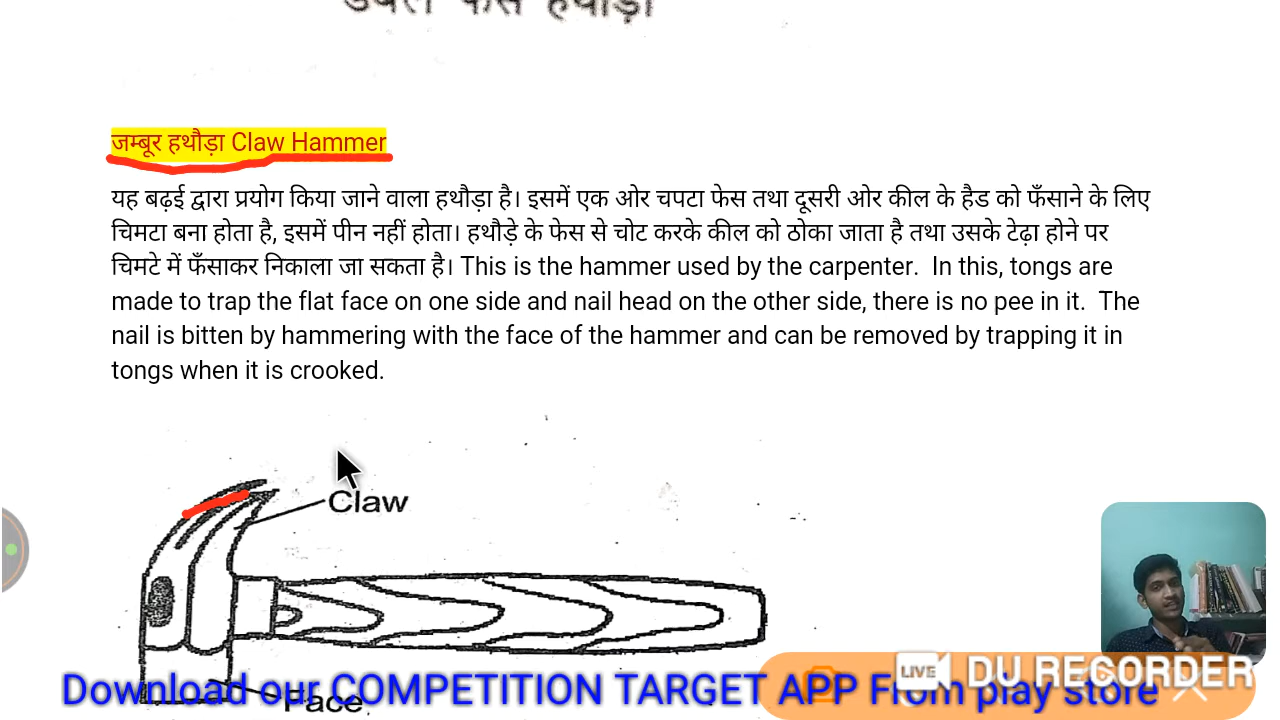 डबल फेस हथौड़ा
जम्बूर हथौड़ा Claw Hammer
यह बढ़ई द्वारा प्रयोग किया जाने वाला हथौड़ा है। इसमें एक ओर चपटा फेस तथा दूसरी ओर कील के हैड को फँसाने के लिए
चिमटा बना होता है, इसमें पीन नहीं होता। हथौड़े के फेस से चोट करके कील को ठोका जाता है तथा उसके टेढ़ा होने पर
चिमटे में फँसाकर निकाला जा सकता है। This is the hammer used by the carpenter.  In this, tongs are
made to trap the flat face on one side and nail head on the other side, there is no pee in it.  The
nail is bitten by hammering with the face of the hammer and can be removed by trapping it in
tongs when it is crooked.
Claw
Face
Download our COMPETITION TARGET APP From play store
LIVE DU RECORDER